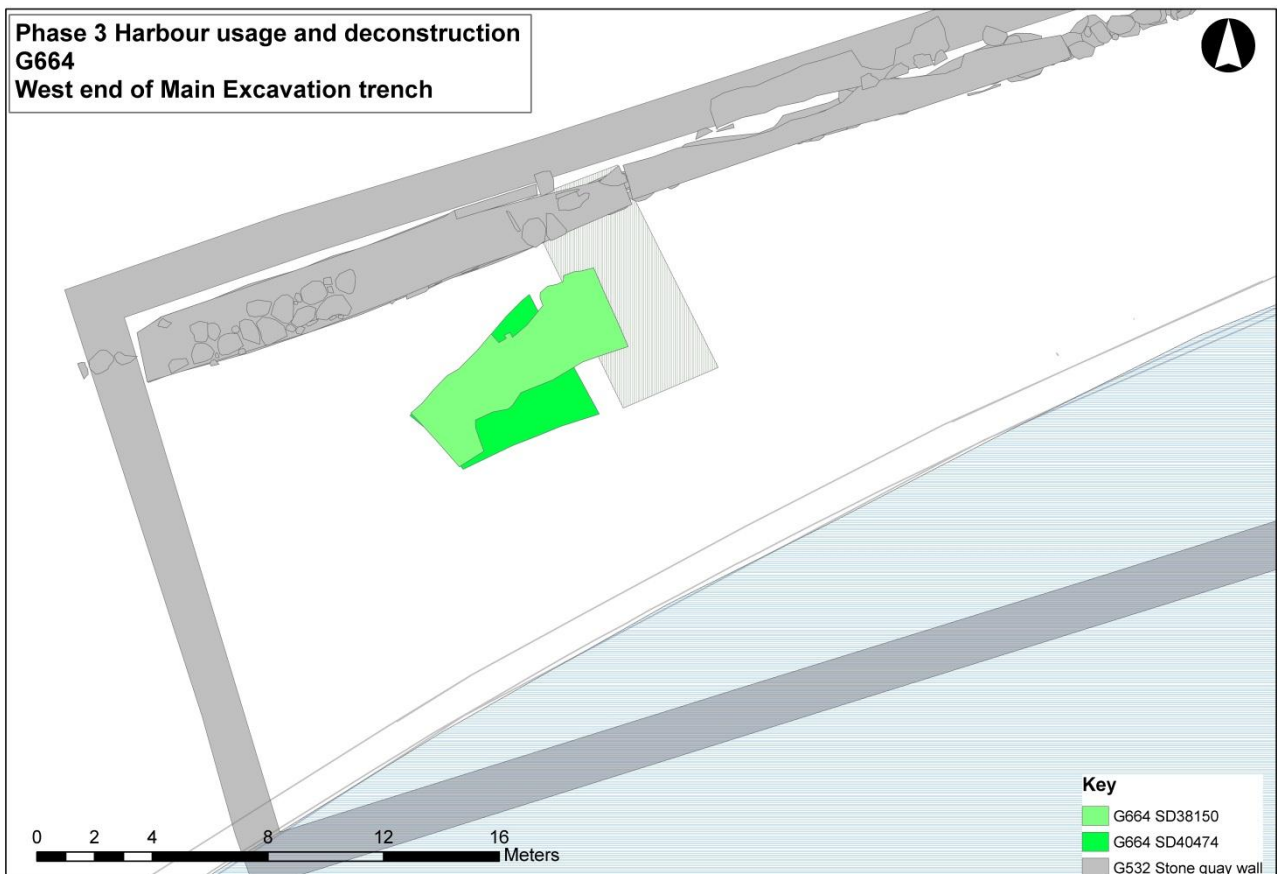 Phase 3 Harbour usage and deconstruction
G664
West end of Main Excavation trench
Key
G664 SD38150
G664 SD40474
G532 Stone quay wall
0 2 4 8 12 16
Meters